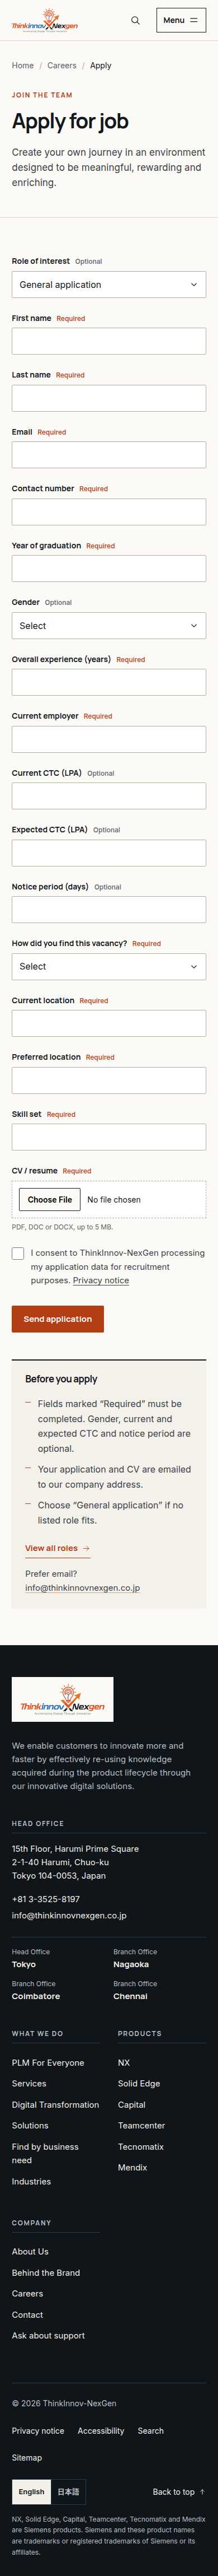 ThinkinnovXNexgen
Menu
Home / Careers / Apply
JOIN THE TEAM
Apply for job
Create your own journey in an environment
designed to be meaningful, rewarding and
enriching.
Role of interest Optional
General application
First name Required
Last name Required
Email Required
Contact number Required
Year of graduation Required
Gender Optional
Select
Overall experience (years) Required
Current employer Required
Current CTC (LPA) Optional
Expected CTC (LPA) Optional
Notice period (days) Optional
How did you find this vacancy? Required
Select
Current location Required
Preferred location Required
Skill set Required
CV / resume Required
Choose File No file chosen
PDF, DOC or DOCX, up to 5 MB.
I consent to ThinkInnov-NexGen processing
my application data for recruitment
purposes. Privacy notice
Send application
Before you apply
— Fields marked “Required” must be
completed. Gender, current and
expected CTC and notice period are
optional.
— Your application and CV are emailed
to our company address.
— Choose “General application” if no
listed role fits.
View all roles →
Prefer email?
info@thinkinnovnexgen.co.jp
ThinkinnovXNexgen
We enable customers to innovate more and
faster by effectively re-using knowledge
acquired during the product lifecycle through
our innovative digital solutions.
HEAD OFFICE
15th Floor, Harumi Prime Square
2-1-40 Harumi, Chuo-ku
Tokyo 104-0053, Japan
+81 3-3525-8197
info@thinkinnovnexgen.co.jp
Head Office
Tokyo
Branch Office
Nagaoka
Branch Office
Coimbatore
Branch Office
Chennai
WHAT WE DO
PLM For Everyone
Services
Digital Transformation
Solutions
Find by business
need
Industries
PRODUCTS
NX
Solid Edge
Capital
Teamcenter
Tecnomatix
Mendix
COMPANY
About Us
Behind the Brand
Careers
Contact
Ask about support
© 2026 ThinkInnov-NexGen
Privacy notice Accessibility Search
Sitemap
English 日本語
Back to top ↑
NX, Solid Edge, Capital, Teamcenter, Tecnomatix and Mendix
are Siemens products. Siemens and these product names
are trademarks or registered trademarks of Siemens or its
affiliates.